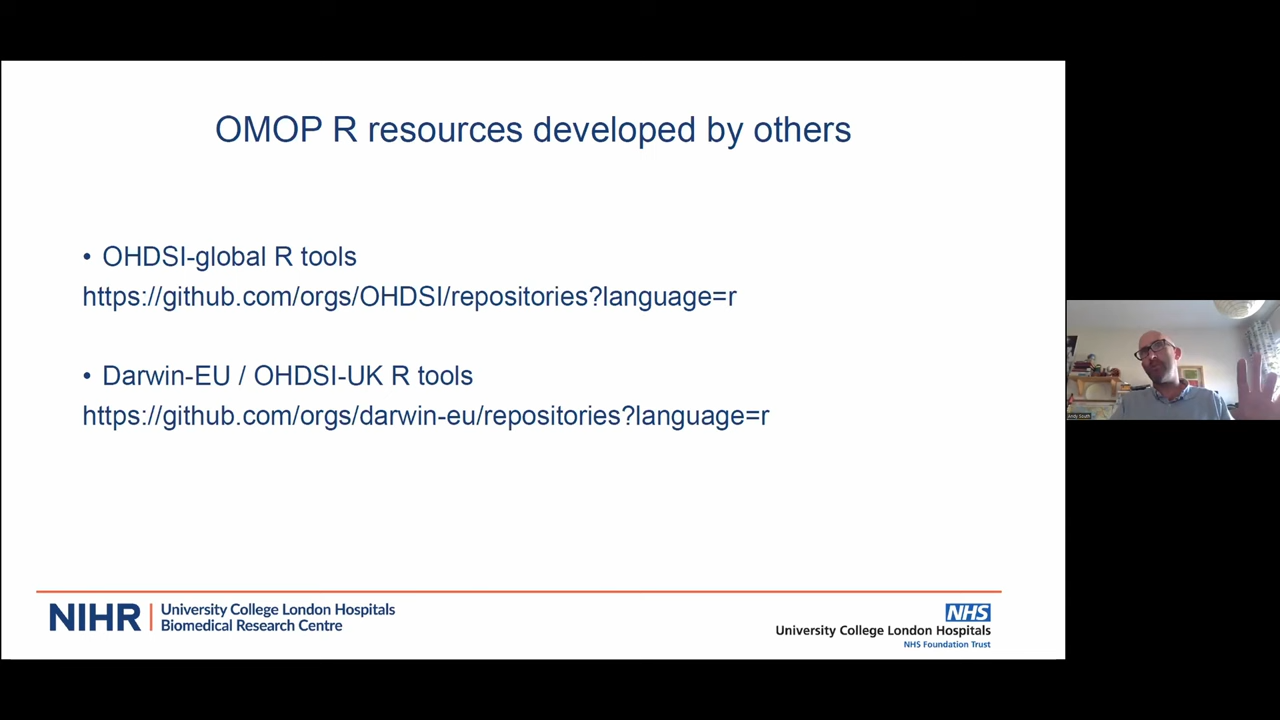 OMOP R resources developed by others
• OHDSI-global R tools
https://github.com/orgs/OHDSI/repositories?language=r
• Darwin-EU / OHDSI-UK R tools
https://github.com/orgs/darwin-eu/repositories?language=r
Andy South
NIHR | University College London Hospitals
Biomedical Research Centre
NHS
University College London Hospitals
NHS Foundation Trust